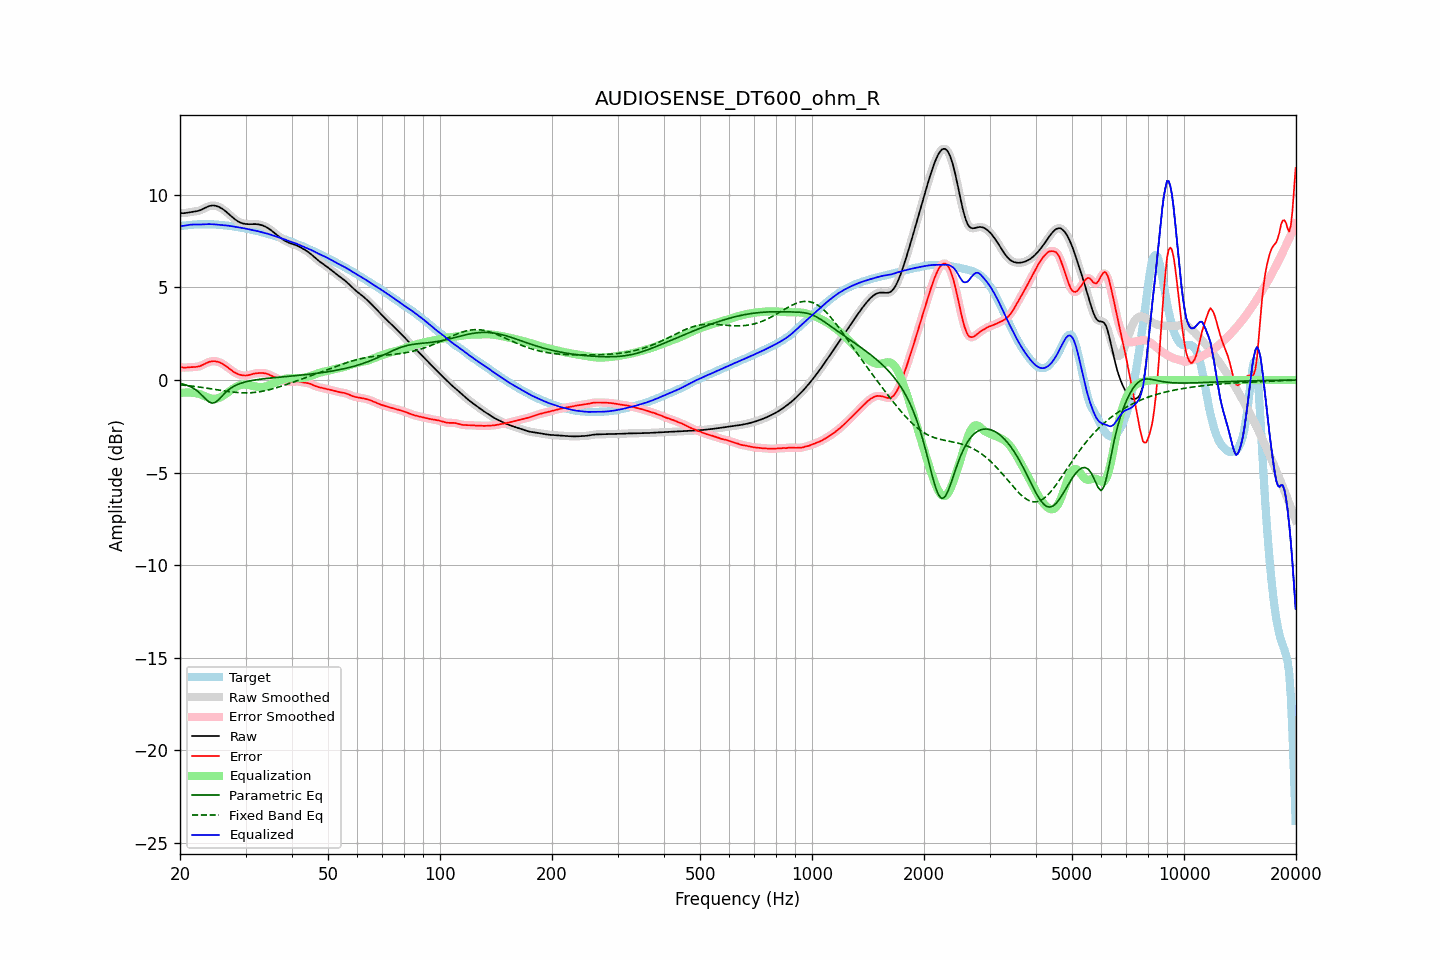 AUDIOSENSE_DT600_ohm_R
Amplitude (dBr)
10
5
0
−5
−10
−15
−20
−25
Target
Raw Smoothed
Error Smoothed
Raw
Error
Equalization
Parametric Eq
Fixed Band Eq
Equalized
20 50 100 200 500 1000 2000 5000 10000 20000
Frequency (Hz)